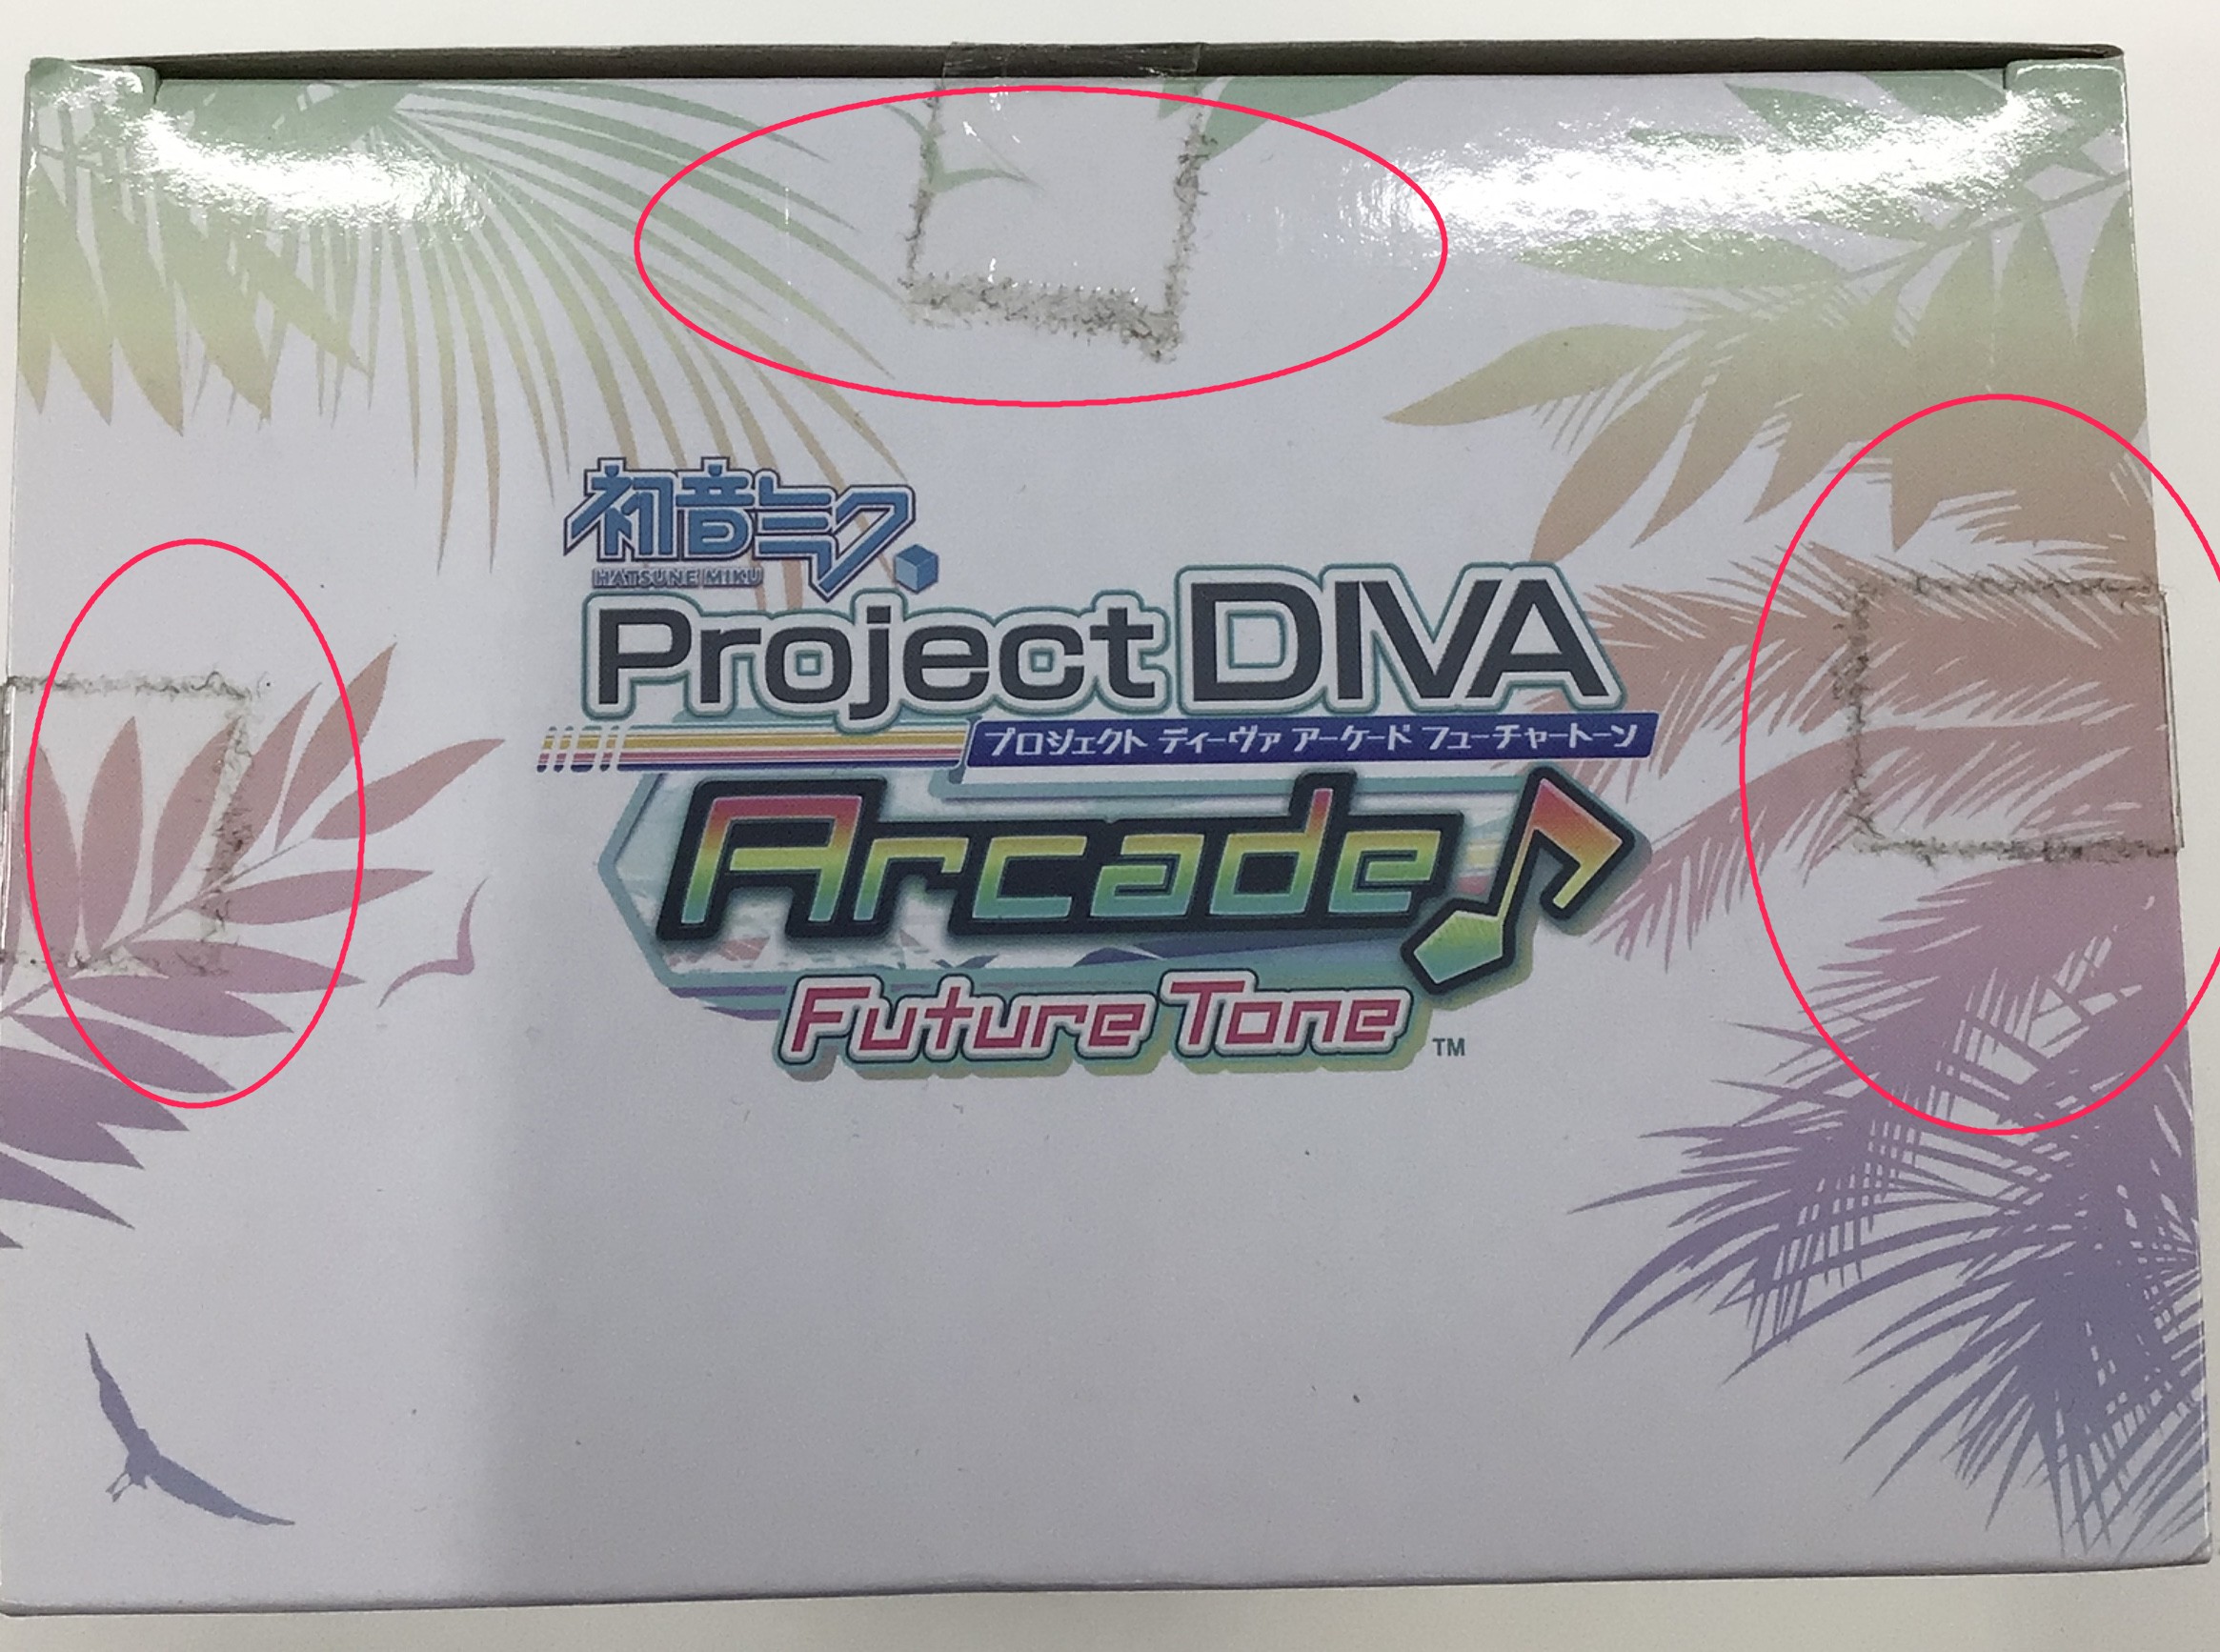 初音ミク
HATSUNE MIKU
Project DIVA
プロジェクト ディーヴァ アーケード フューチャートーン
Arcade
Future Tone
TM